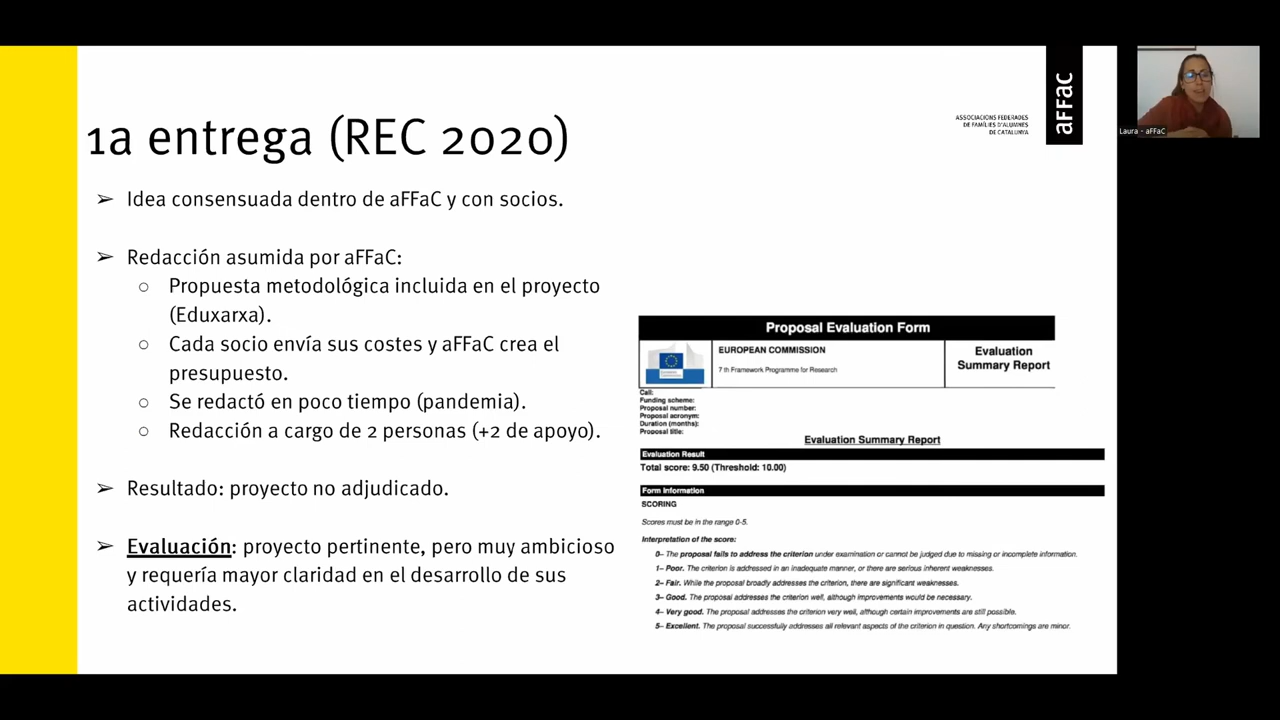 1a entrega (REC 2020)
ASSOCIACIONS FEDERADES
DE FAMÍLIES D'ALUMNES
DE CATALUNYA
aFFaC
Laura - aFFaC
➢ Idea consensuada dentro de aFFaC y con socios.
➢ Redacción asumida por aFFaC:
○ Propuesta metodológica incluida en el proyecto
(Eduxarxa).
○ Cada socio envía sus costes y aFFaC crea el
presupuesto.
○ Se redactó en poco tiempo (pandemia).
○ Redacción a cargo de 2 personas (+2 de apoyo).
➢ Resultado: proyecto no adjudicado.
➢ Evaluación: proyecto pertinente, pero muy ambicioso
y requería mayor claridad en el desarrollo de sus
actividades.
Proposal Evaluation Form
EUROPEAN COMMISSION
7 th Framework Programme for Research
Evaluation
Summary Report
Call:
Funding scheme:
Proposal number:
Proposal acronym:
Duration (months):
Proposal title:
Evaluation Summary Report
Evaluation Result
Total score: 9.50 (Threshold: 10.00)
Form Information
SCORING
Scores must be in the range 0-5.
Interpretation of the score:
0– The proposal fails to address the criterion under examination or cannot be judged due to missing or incomplete information.
1– Poor. The criterion is addressed in an inadequate manner, or there are serious inherent weaknesses.
2– Fair. While the proposal broadly addresses the criterion, there are significant weaknesses.
3– Good. The proposal addresses the criterion well, although improvements would be necessary.
4– Very good. The proposal addresses the criterion very well, although certain improvements are still possible.
5– Excellent. The proposal successfully addresses all relevant aspects of the criterion in question. Any shortcomings are minor.